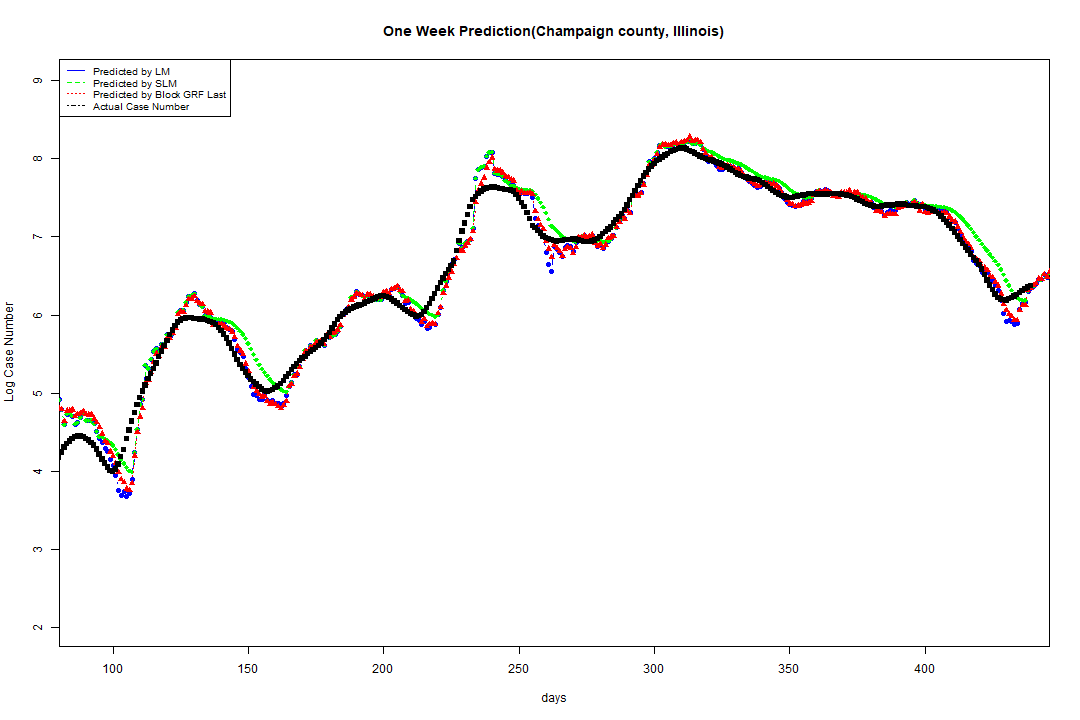 One Week Prediction(Champaign county, Illinois)
Predicted by LM
Predicted by SLM
Predicted by Block GRF Last
Actual Case Number
9
8
7
6
5
4
3
2
Log Case Number
100
150
200
250
300
350
400
days